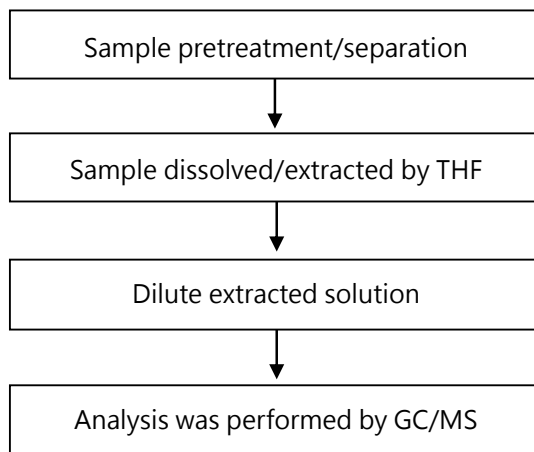 Sample pretreatment/separation
Sample dissolved/extracted by THF
Dilute extracted solution
Analysis was performed by GC/MS